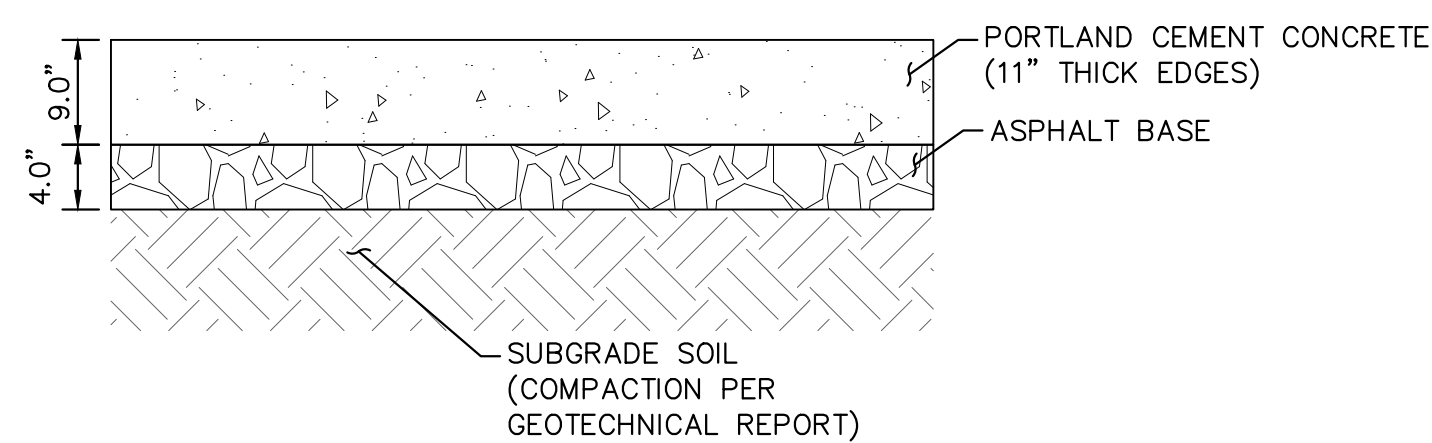 PORTLAND CEMENT CONCRETE
(11” THICK EDGES)
9.0”
ASPHALT BASE
4.0”
SUBGRADE SOIL
(COMPACTION PER
GEOTECHNICAL REPORT)